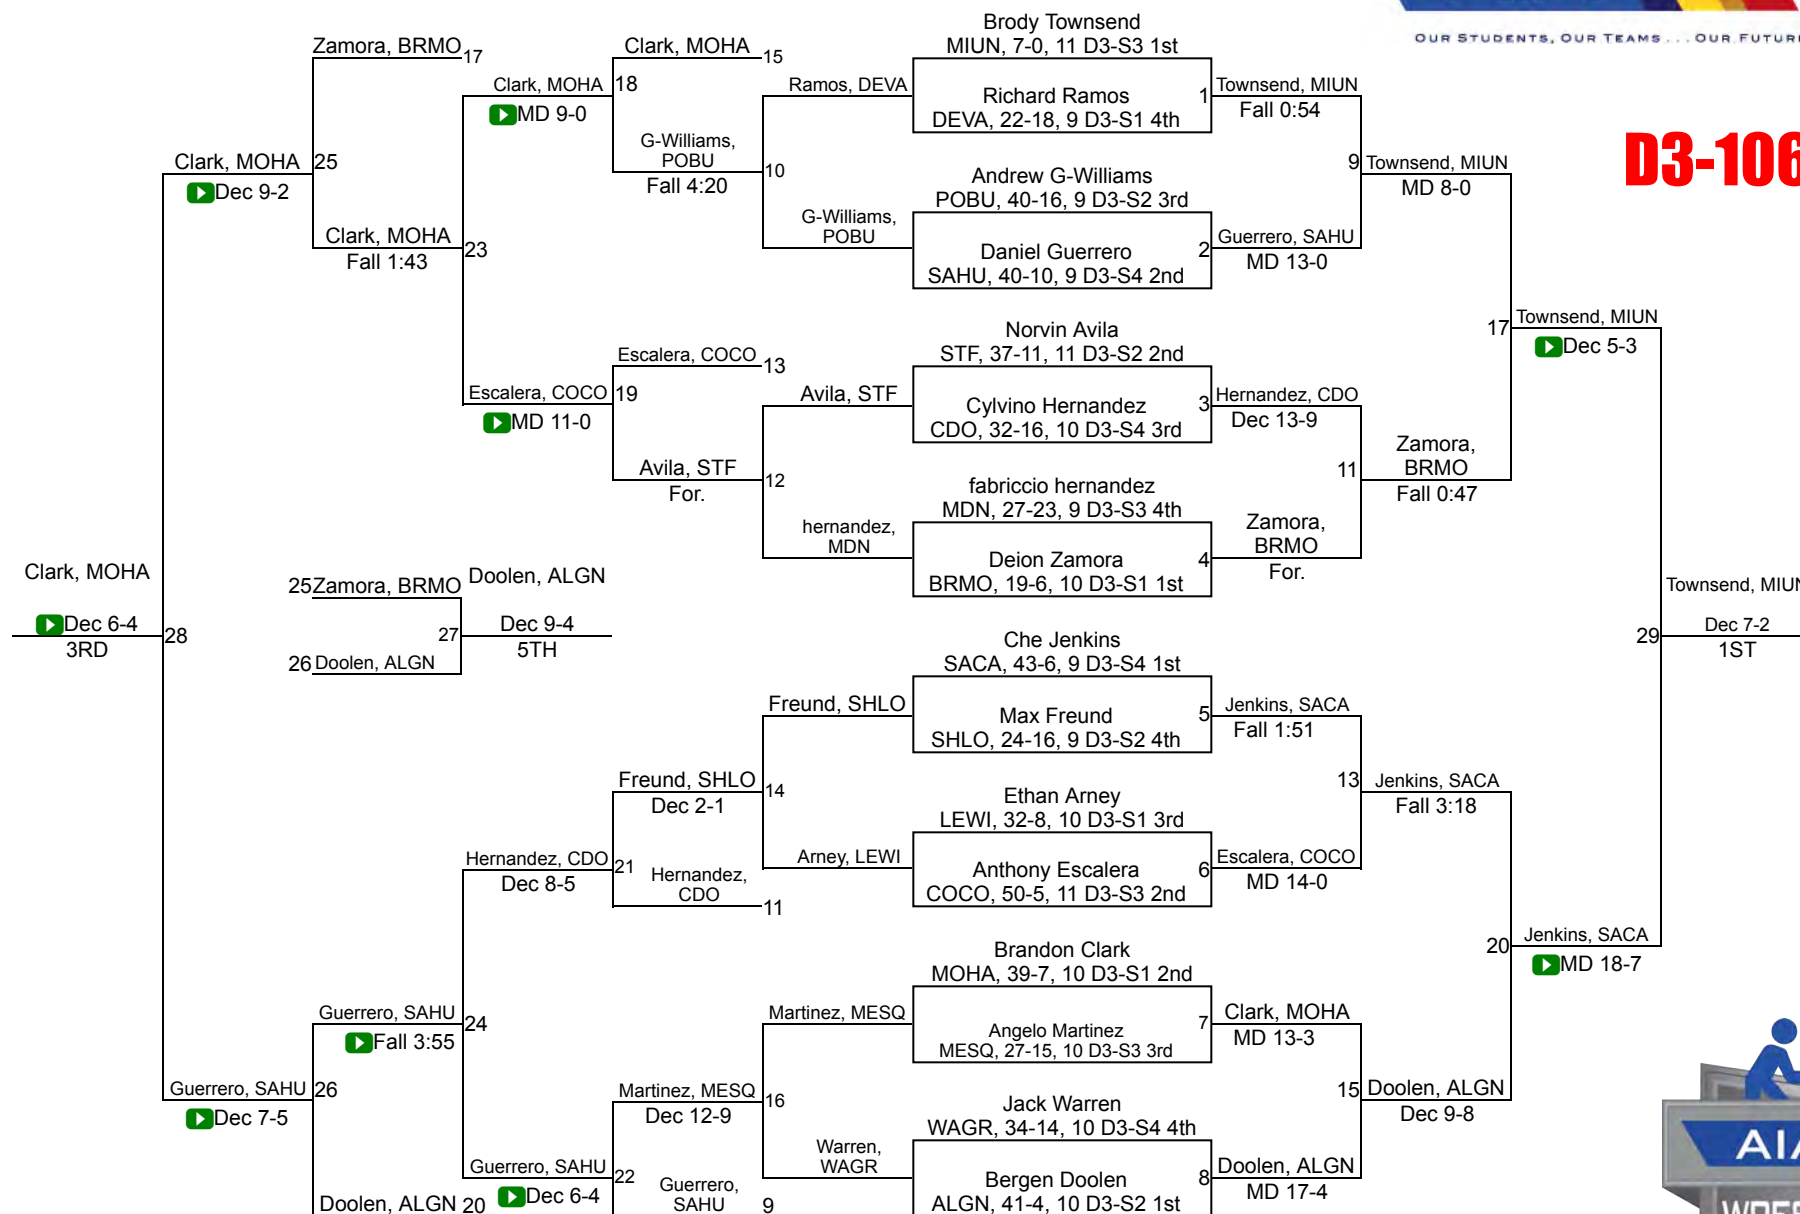 OUR STUDENTS, OUR TEAMS . . . OUR FUTURE
D3-106
Zamora, BRMO
17
Clark, MOHA
15
Clark, MOHA
18
MD 9-0
G-Williams,
POBU
Fall 4:20
10
Ramos, DEVA
G-Williams,
POBU
Clark, MOHA
25
Dec 9-2
Clark, MOHA
Fall 1:43
23
Escalera, COCO
13
Escalera, COCO
19
MD 11-0
Avila, STF
For.
12
Avila, STF
hernandez,
MDN
Clark, MOHA
Dec 6-4
3RD
28
25
Zamora, BRMO
26
Doolen, ALGN
27
Doolen, ALGN
Dec 9-4
5TH
Freund, SHLO
Arney, LEWI
Freund, SHLO
Dec 2-1
14
Hernandez, CDO
Dec 8-5
21
Hernandez,
CDO
11
Guerrero, SAHU
Fall 3:55
24
Guerrero, SAHU
Dec 7-5
26
Martinez, MESQ
Warren,
WAGR
Martinez, MESQ
Dec 12-9
16
Guerrero, SAHU
Dec 6-4
22
Guerrero,
SAHU
9
Doolen, ALGN
20
Brody Townsend
MIUN, 7-0, 11 D3-S3 1st
Richard Ramos
DEVA, 22-18, 9 D3-S1 4th
1
Andrew G-Williams
POBU, 40-16, 9 D3-S2 3rd
Daniel Guerrero
SAHU, 40-10, 9 D3-S4 2nd
2
Norvin Avila
STF, 37-11, 11 D3-S2 2nd
Cylvino Hernandez
CDO, 32-16, 10 D3-S4 3rd
3
fabriccio hernandez
MDN, 27-23, 9 D3-S3 4th
Deion Zamora
BRMO, 19-6, 10 D3-S1 1st
4
Che Jenkins
SACA, 43-6, 9 D3-S4 1st
Max Freund
SHLO, 24-16, 9 D3-S2 4th
5
Ethan Arney
LEWI, 32-8, 10 D3-S1 3rd
Anthony Escalera
COCO, 50-5, 11 D3-S3 2nd
6
Brandon Clark
MOHA, 39-7, 10 D3-S1 2nd
Angelo Martinez
MESQ, 27-15, 10 D3-S3 3rd
7
Jack Warren
WAGR, 34-14, 10 D3-S4 4th
Bergen Doolen
ALGN, 41-4, 10 D3-S2 1st
8
Townsend, MIUN
Fall 0:54
Guerrero, SAHU
MD 13-0
9
Townsend, MIUN
MD 8-0
Hernandez, CDO
Dec 13-9
Zamora,
BRMO
For.
11
Zamora,
BRMO
Fall 0:47
17
Townsend, MIUN
Dec 5-3
Jenkins, SACA
Fall 1:51
Escalera, COCO
MD 14-0
13
Jenkins, SACA
Fall 3:18
Clark, MOHA
MD 13-3
Doolen, ALGN
MD 17-4
15
Doolen, ALGN
Dec 9-8
20
Jenkins, SACA
MD 18-7
29
Townsend, MIUN
Dec 7-2
1ST
AIA